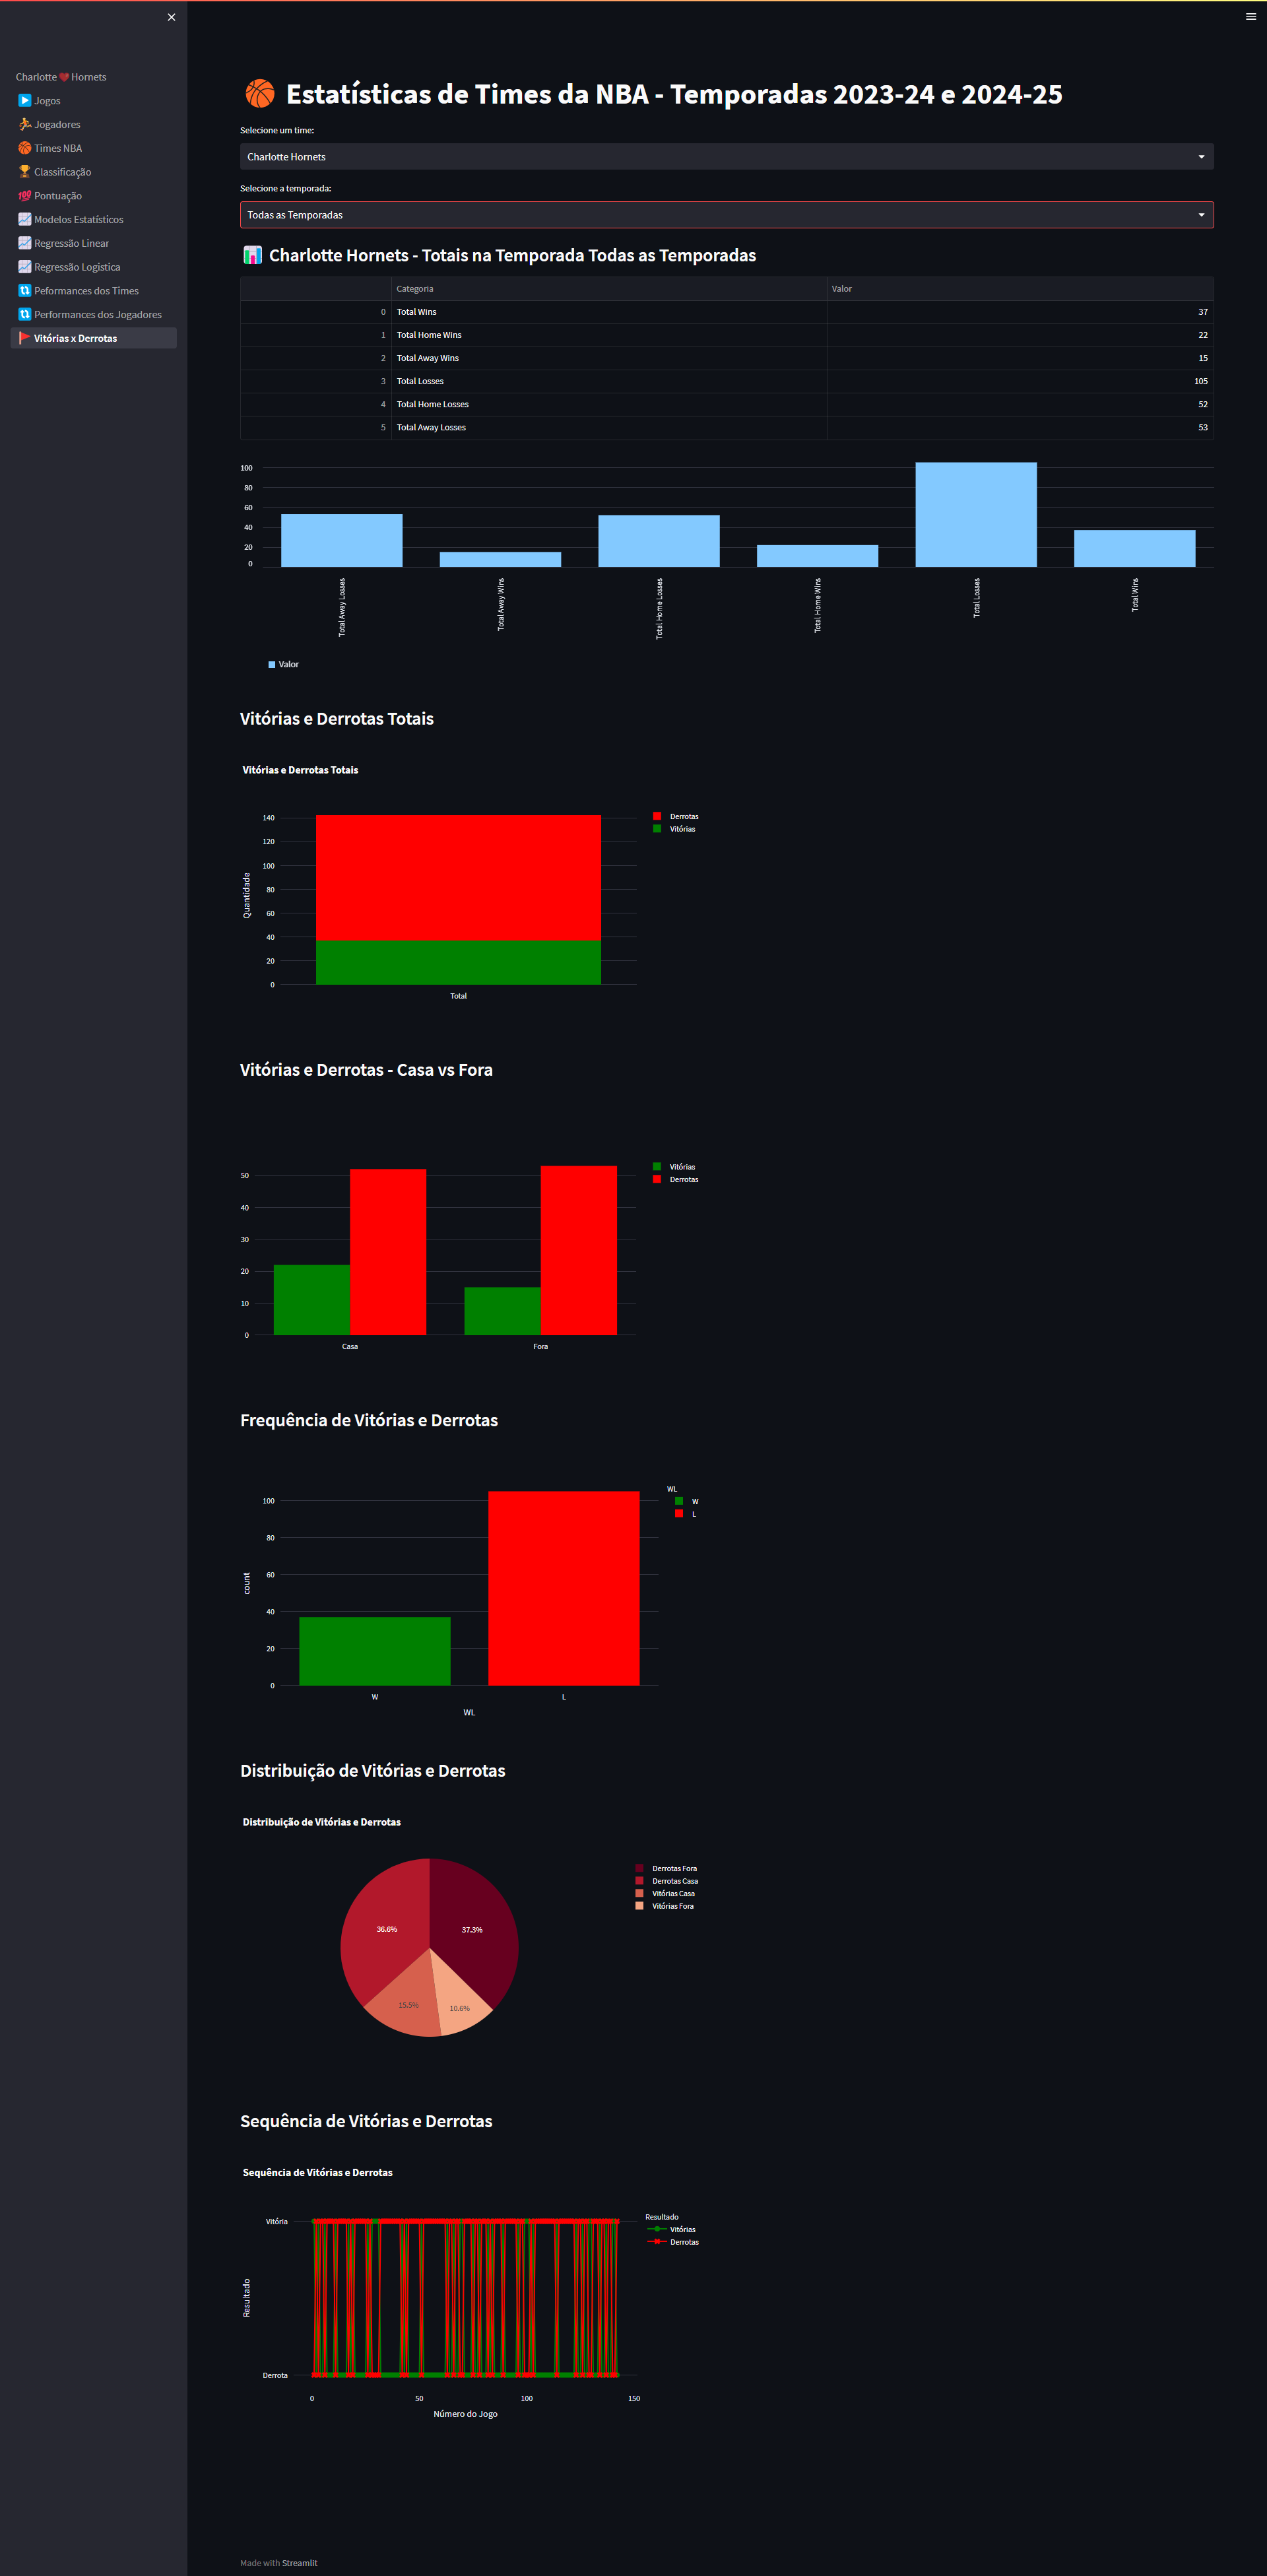 Charlotte ❤️ Hornets
▶️ Jogos
⛹️ Jogadores
🏀 Times NBA
🏆 Classificação
💯 Pontuação
📈 Modelos Estatísticos
📈 Regressão Linear
📈 Regressão Logistica
🔃 Peformances dos Times
🔃 Performances dos Jogadores
🚩 Vitórias x Derrotas
🏀 Estatísticas de Times da NBA - Temporadas 2023-24 e 2024-25
Selecione um time:
Charlotte Hornets
Selecione a temporada:
Todas as Temporadas
📊 Charlotte Hornets - Totais na Temporada Todas as Temporadas
Categoria Valor
0 Total Wins 37
1 Total Home Wins 22
2 Total Away Wins 15
3 Total Losses 105
4 Total Home Losses 52
5 Total Away Losses 53
100
80
60
40
20
0
Total Away Losses
Total Away Wins
Total Home Losses
Total Home Wins
Total Losses
Total Wins
Valor
Vitórias e Derrotas Totais
Vitórias e Derrotas Totais
140
120
100
80
60
40
20
0
Quantidade
Total
Derrotas
Vitórias
Vitórias e Derrotas - Casa vs Fora
50
40
30
20
10
0
Casa Fora
Vitórias
Derrotas
Frequência de Vitórias e Derrotas
100
80
60
40
20
0
count
W L
WL
WL
W
L
Distribuição de Vitórias e Derrotas
Distribuição de Vitórias e Derrotas
36.6% 37.3%
15.5% 10.6%
Derrotas Fora
Derrotas Casa
Vitórias Casa
Vitórias Fora
Sequência de Vitórias e Derrotas
Sequência de Vitórias e Derrotas
Vitória
Derrota
Resultado
0 50 100 150
Número do Jogo
Resultado
Vitórias
Derrotas
Made with Streamlit